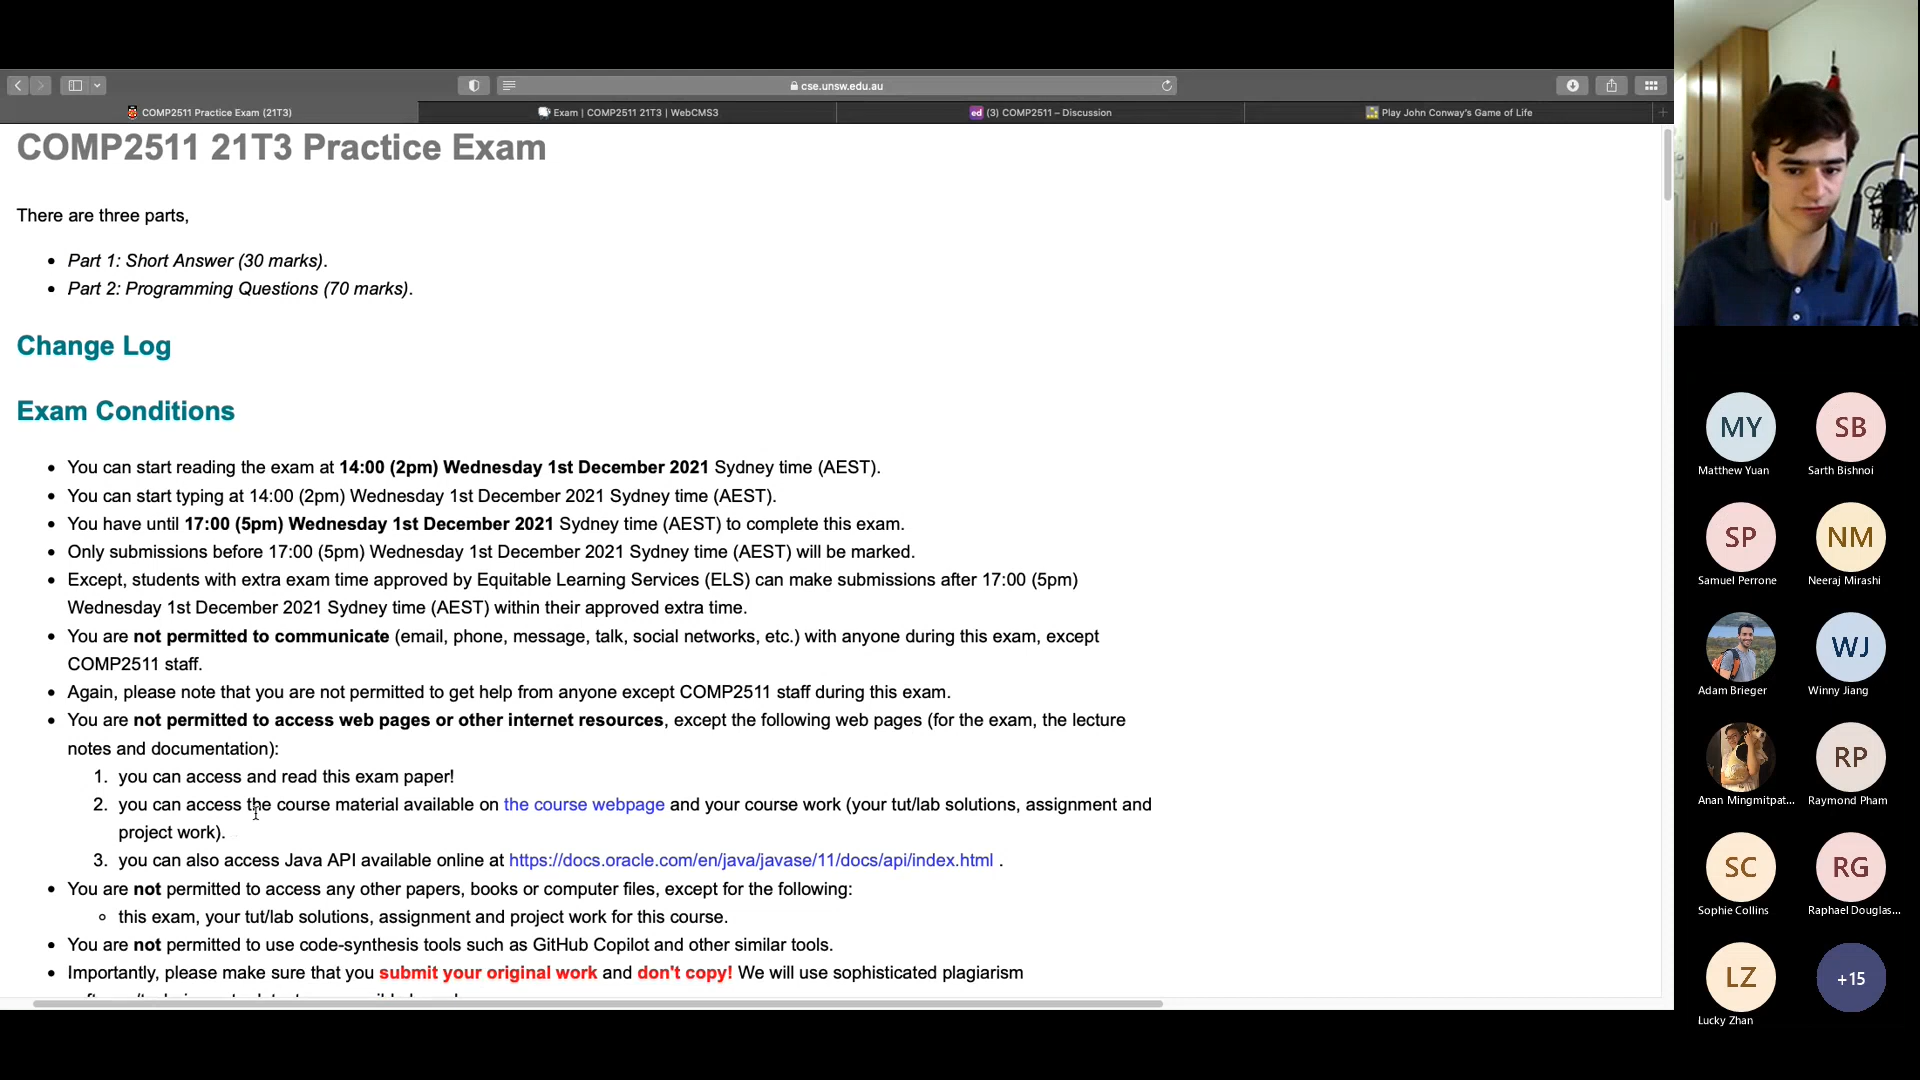 cse.unsw.edu.au
COMP2511 Practice Exam (21T3)
Exam | COMP2511 21T3 | WebCMS3
ed (3) COMP2511 – Discussion
Play John Conway's Game of Life
COMP2511 21T3 Practice Exam
There are three parts,
• Part 1: Short Answer (30 marks).
• Part 2: Programming Questions (70 marks).
Change Log
Exam Conditions
• You can start reading the exam at 14:00 (2pm) Wednesday 1st December 2021 Sydney time (AEST).
• You can start typing at 14:00 (2pm) Wednesday 1st December 2021 Sydney time (AEST).
• You have until 17:00 (5pm) Wednesday 1st December 2021 Sydney time (AEST) to complete this exam.
• Only submissions before 17:00 (5pm) Wednesday 1st December 2021 Sydney time (AEST) will be marked.
• Except, students with extra exam time approved by Equitable Learning Services (ELS) can make submissions after 17:00 (5pm)
Wednesday 1st December 2021 Sydney time (AEST) within their approved extra time.
• You are not permitted to communicate (email, phone, message, talk, social networks, etc.) with anyone during this exam, except
COMP2511 staff.
• Again, please note that you are not permitted to get help from anyone except COMP2511 staff during this exam.
• You are not permitted to access web pages or other internet resources, except the following web pages (for the exam, the lecture
notes and documentation):
1. you can access and read this exam paper!
2. you can access the course material available on the course webpage and your course work (your tut/lab solutions, assignment and
project work).
3. you can also access Java API available online at https://docs.oracle.com/en/java/javase/11/docs/api/index.html .
• You are not permitted to access any other papers, books or computer files, except for the following:
◦ this exam, your tut/lab solutions, assignment and project work for this course.
• You are not permitted to use code-synthesis tools such as GitHub Copilot and other similar tools.
• Importantly, please make sure that you submit your original work and don't copy! We will use sophisticated plagiarism
MY
SB
Matthew Yuan
Sarth Bishnoi
SP
NM
Samuel Perrone
Neeraj Mirashi
WJ
Adam Brieger
Winny Jiang
RP
Anan Mingmitpat...
Raymond Pham
SC
RG
Sophie Collins
Raphael Douglas...
LZ
+15
Lucky Zhan